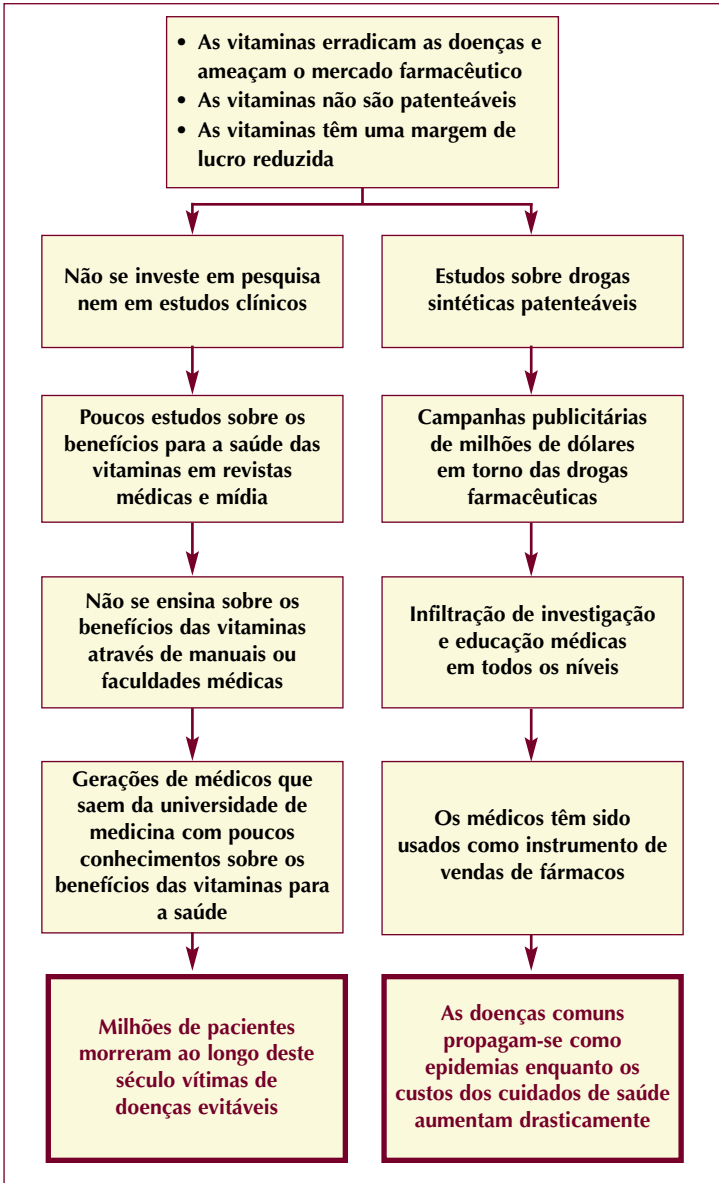 • As vitaminas erradicam as doenças e
ameaçam o mercado farmacêutico
• As vitaminas não são patenteáveis
• As vitaminas têm uma margem de
lucro reduzida
Não se investe em pesquisa
nem em estudos clínicos
Poucos estudos sobre os
benefícios para a saúde das
vitaminas em revistas
médicas e mídia
Não se ensina sobre os
benefícios das vitaminas
através de manuais ou
faculdades médicas
Gerações de médicos que
saem da universidade de
medicina com poucos
conhecimentos sobre os
benefícios das vitaminas para
a saúde
Milhões de pacientes
morreram ao longo deste
século vítimas de
doenças evitáveis
Estudos sobre drogas
sintéticas patenteáveis
Campanhas publicitárias
de milhões de dólares
em torno das drogas
farmacêuticas
Infiltração de investigação
e educação médicas
em todos os níveis
Os médicos têm sido
usados como instrumento de
vendas de fármacos
As doenças comuns
propagam-se como
epidemias enquanto os
custos dos cuidados de saúde
aumentam drasticamente